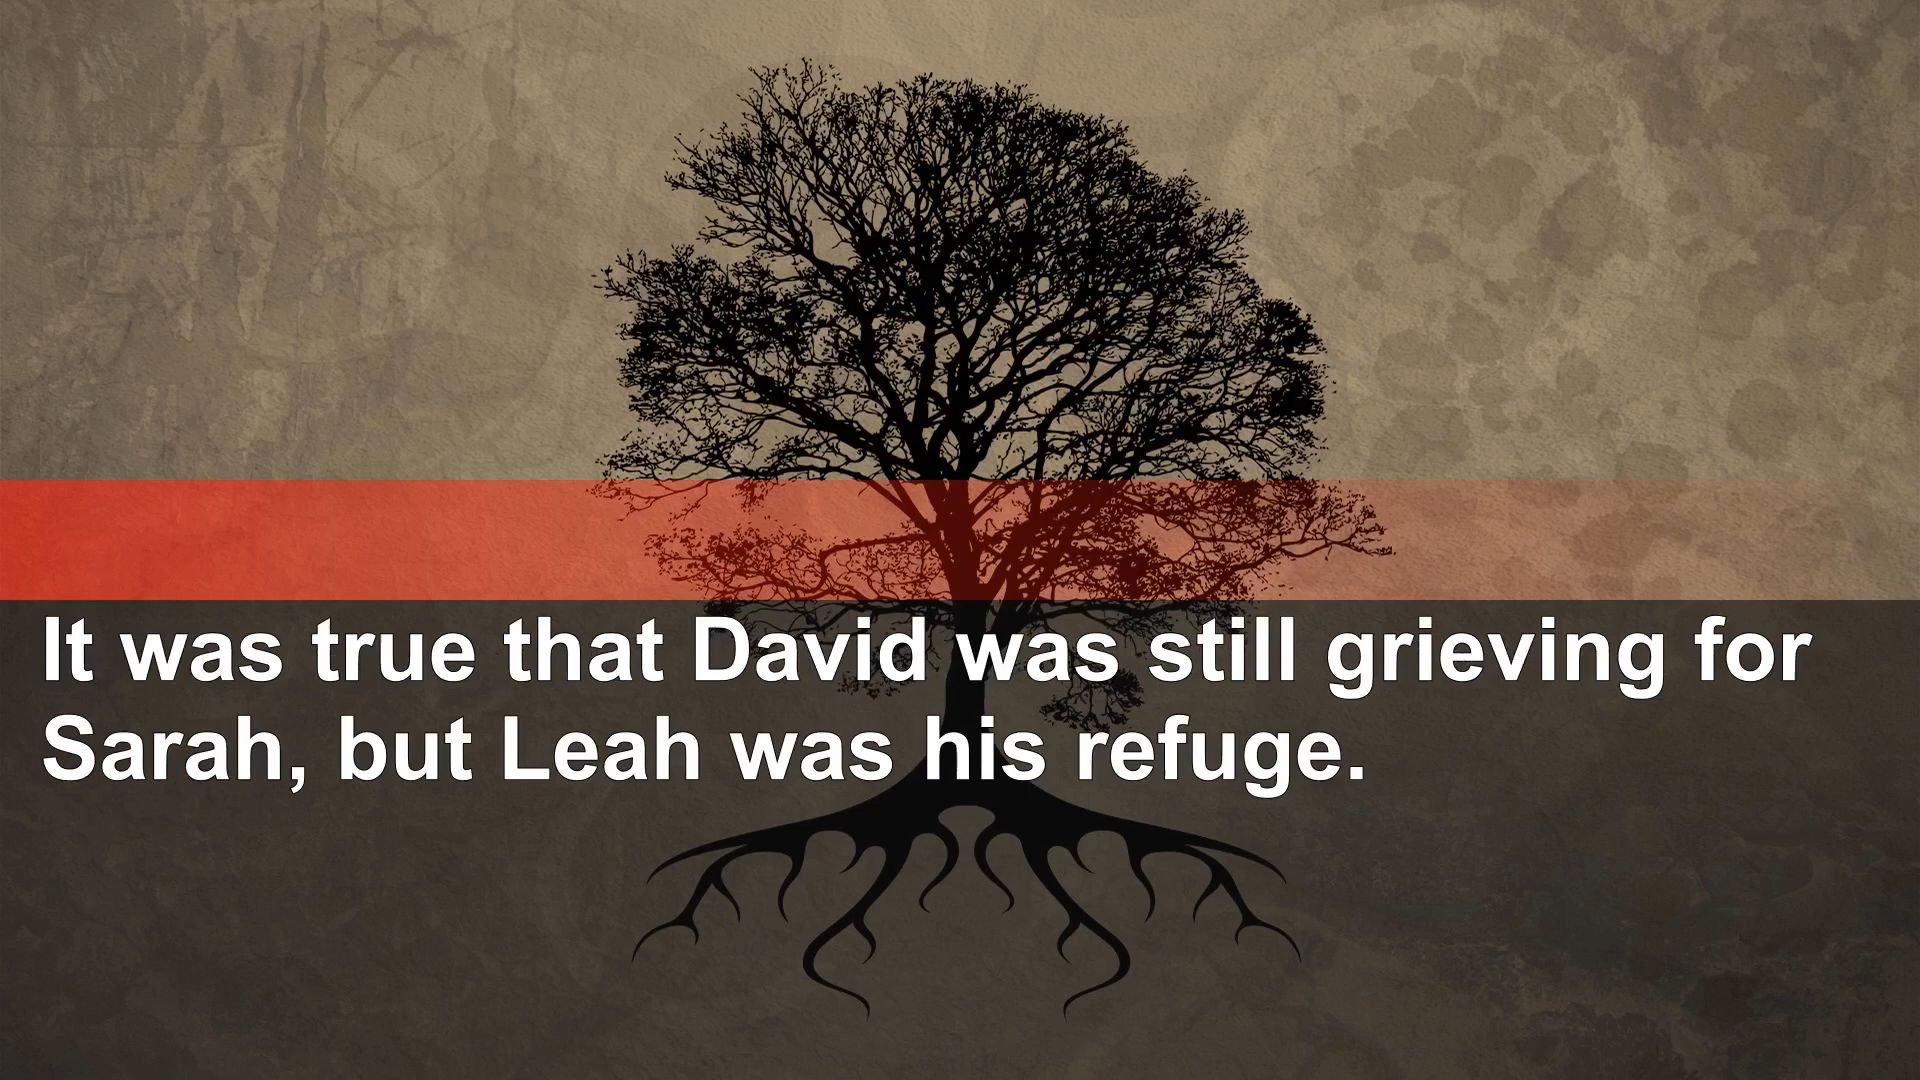 It was true that David was still grieving for
Sarah, but Leah was his refuge.